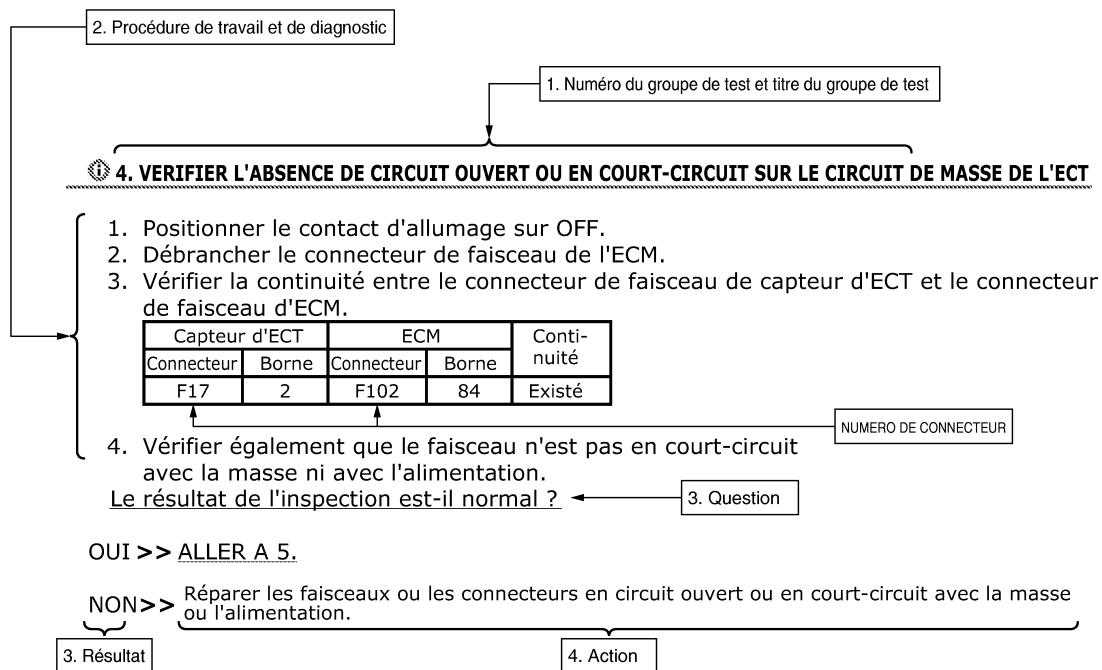 2. Procédure de travail et de diagnostic
1. Numéro du groupe de test et titre du groupe de test
4. VERIFIER L'ABSENCE DE CIRCUIT OUVERT OU EN COURT-CIRCUIT SUR LE CIRCUIT DE MASSE DE L'ECT
1. Positionner le contact d'allumage sur OFF.
2. Débrancher le connecteur de faisceau de l'ECM.
3. Vérifier la continuité entre le connecteur de faisceau de capteur d'ECT et le connecteur
de faisceau d'ECM.
Capteur d'ECT ECM Conti-
nuité
Connecteur Borne Connecteur Borne
F17 2 F102 84 Existé
NUMERO DE CONNECTEUR
4. Vérifier également que le faisceau n'est pas en court-circuit
avec la masse ni avec l'alimentation.
Le résultat de l'inspection est-il normal ?
3. Question
OUI >> ALLER A 5.
NON>> Réparer les faisceaux ou les connecteurs en circuit ouvert ou en court-circuit avec la masse
ou l'alimentation.
3. Résultat
4. Action